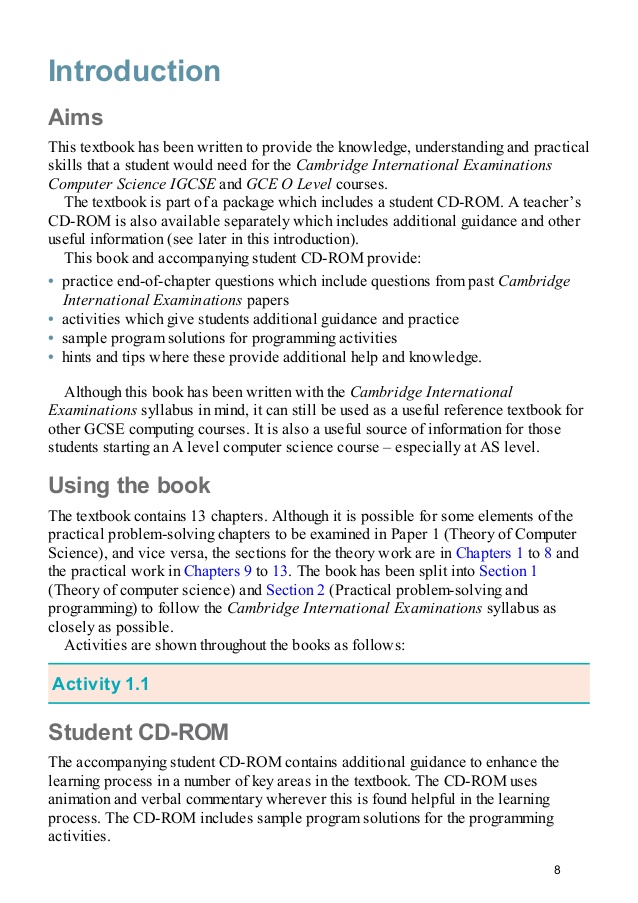 Introduction
Aims
This textbook has been written to provide the knowledge, understanding and practical
skills that a student would need for the Cambridge International Examinations
Computer Science IGCSE and GCE O Level courses.
The textbook is part of a package which includes a student CD-ROM. A teacher’s
CD-ROM is also available separately which includes additional guidance and other
useful information (see later in this introduction).
This book and accompanying student CD-ROM provide:
• practice end-of-chapter questions which include questions from past Cambridge
International Examinations papers
• activities which give students additional guidance and practice
• sample program solutions for programming activities
• hints and tips where these provide additional help and knowledge.
Although this book has been written with the Cambridge International
Examinations syllabus in mind, it can still be used as a useful reference textbook for
other GCSE computing courses. It is also a useful source of information for those
students starting an A level computer science course – especially at AS level.
Using the book
The textbook contains 13 chapters. Although it is possible for some elements of the
practical problem-solving chapters to be examined in Paper 1 (Theory of Computer
Science), and vice versa, the sections for the theory work are in Chapters 1 to 8 and
the practical work in Chapters 9 to 13. The book has been split into Section 1
(Theory of computer science) and Section 2 (Practical problem-solving and
programming) to follow the Cambridge International Examinations syllabus as
closely as possible.
Activities are shown throughout the books as follows:
Activity 1.1
Student CD-ROM
The accompanying student CD-ROM contains additional guidance to enhance the
learning process in a number of key areas in the textbook. The CD-ROM uses
animation and verbal commentary wherever this is found helpful in the learning
process. The CD-ROM includes sample program solutions for the programming
activities.
8